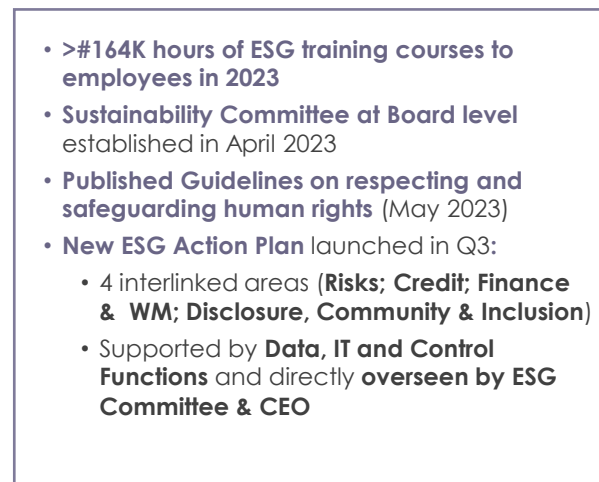 • >#164K hours of ESG training courses to
employees in 2023
• Sustainability Committee at Board level
established in April 2023
• Published Guidelines on respecting and
safeguarding human rights (May 2023)
• New ESG Action Plan launched in Q3:
• 4 interlinked areas (Risks; Credit; Finance
& WM; Disclosure, Community & Inclusion)
• Supported by Data, IT and Control
Functions and directly overseen by ESG
Committee & CEO